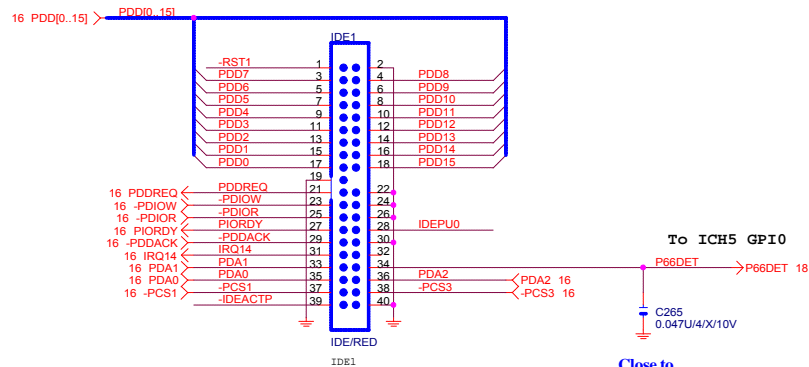 16 PDD[0..15] PDD[0..15]
IDE1
-RST1 1 2
PDD7 3 4 PDD8
PDD6 5 6 PDD9
PDD5 7 8 PDD10
PDD4 9 10 PDD11
PDD3 11 12 PDD12
PDD2 13 14 PDD13
PDD1 15 16 PDD14
PDD0 17 18 PDD15
19
16 PDDREQ PDDREQ 21 22
16 -PDIOW -PDIOW 23 24
16 -PDIOR -PDIOR 25 26
16 PIORDY PIORDY 27 28 IDEPU0
16 -PDDACK -PDDACK 29 30
16 IRQ14 IRQ14 31 32
16 PDA1 PDA1 33 34
16 PDA0 PDA0 35 36 PDA2 PDA2 16
16 -PCS1 -PCS1 37 38 -PCS3 -PCS3 16
-IDEACTP 39 40
To ICH5 GPI0
P66DET P66DET 18
C265
0.047U/4/X/10V
IDE/RED
IDE1
Close to